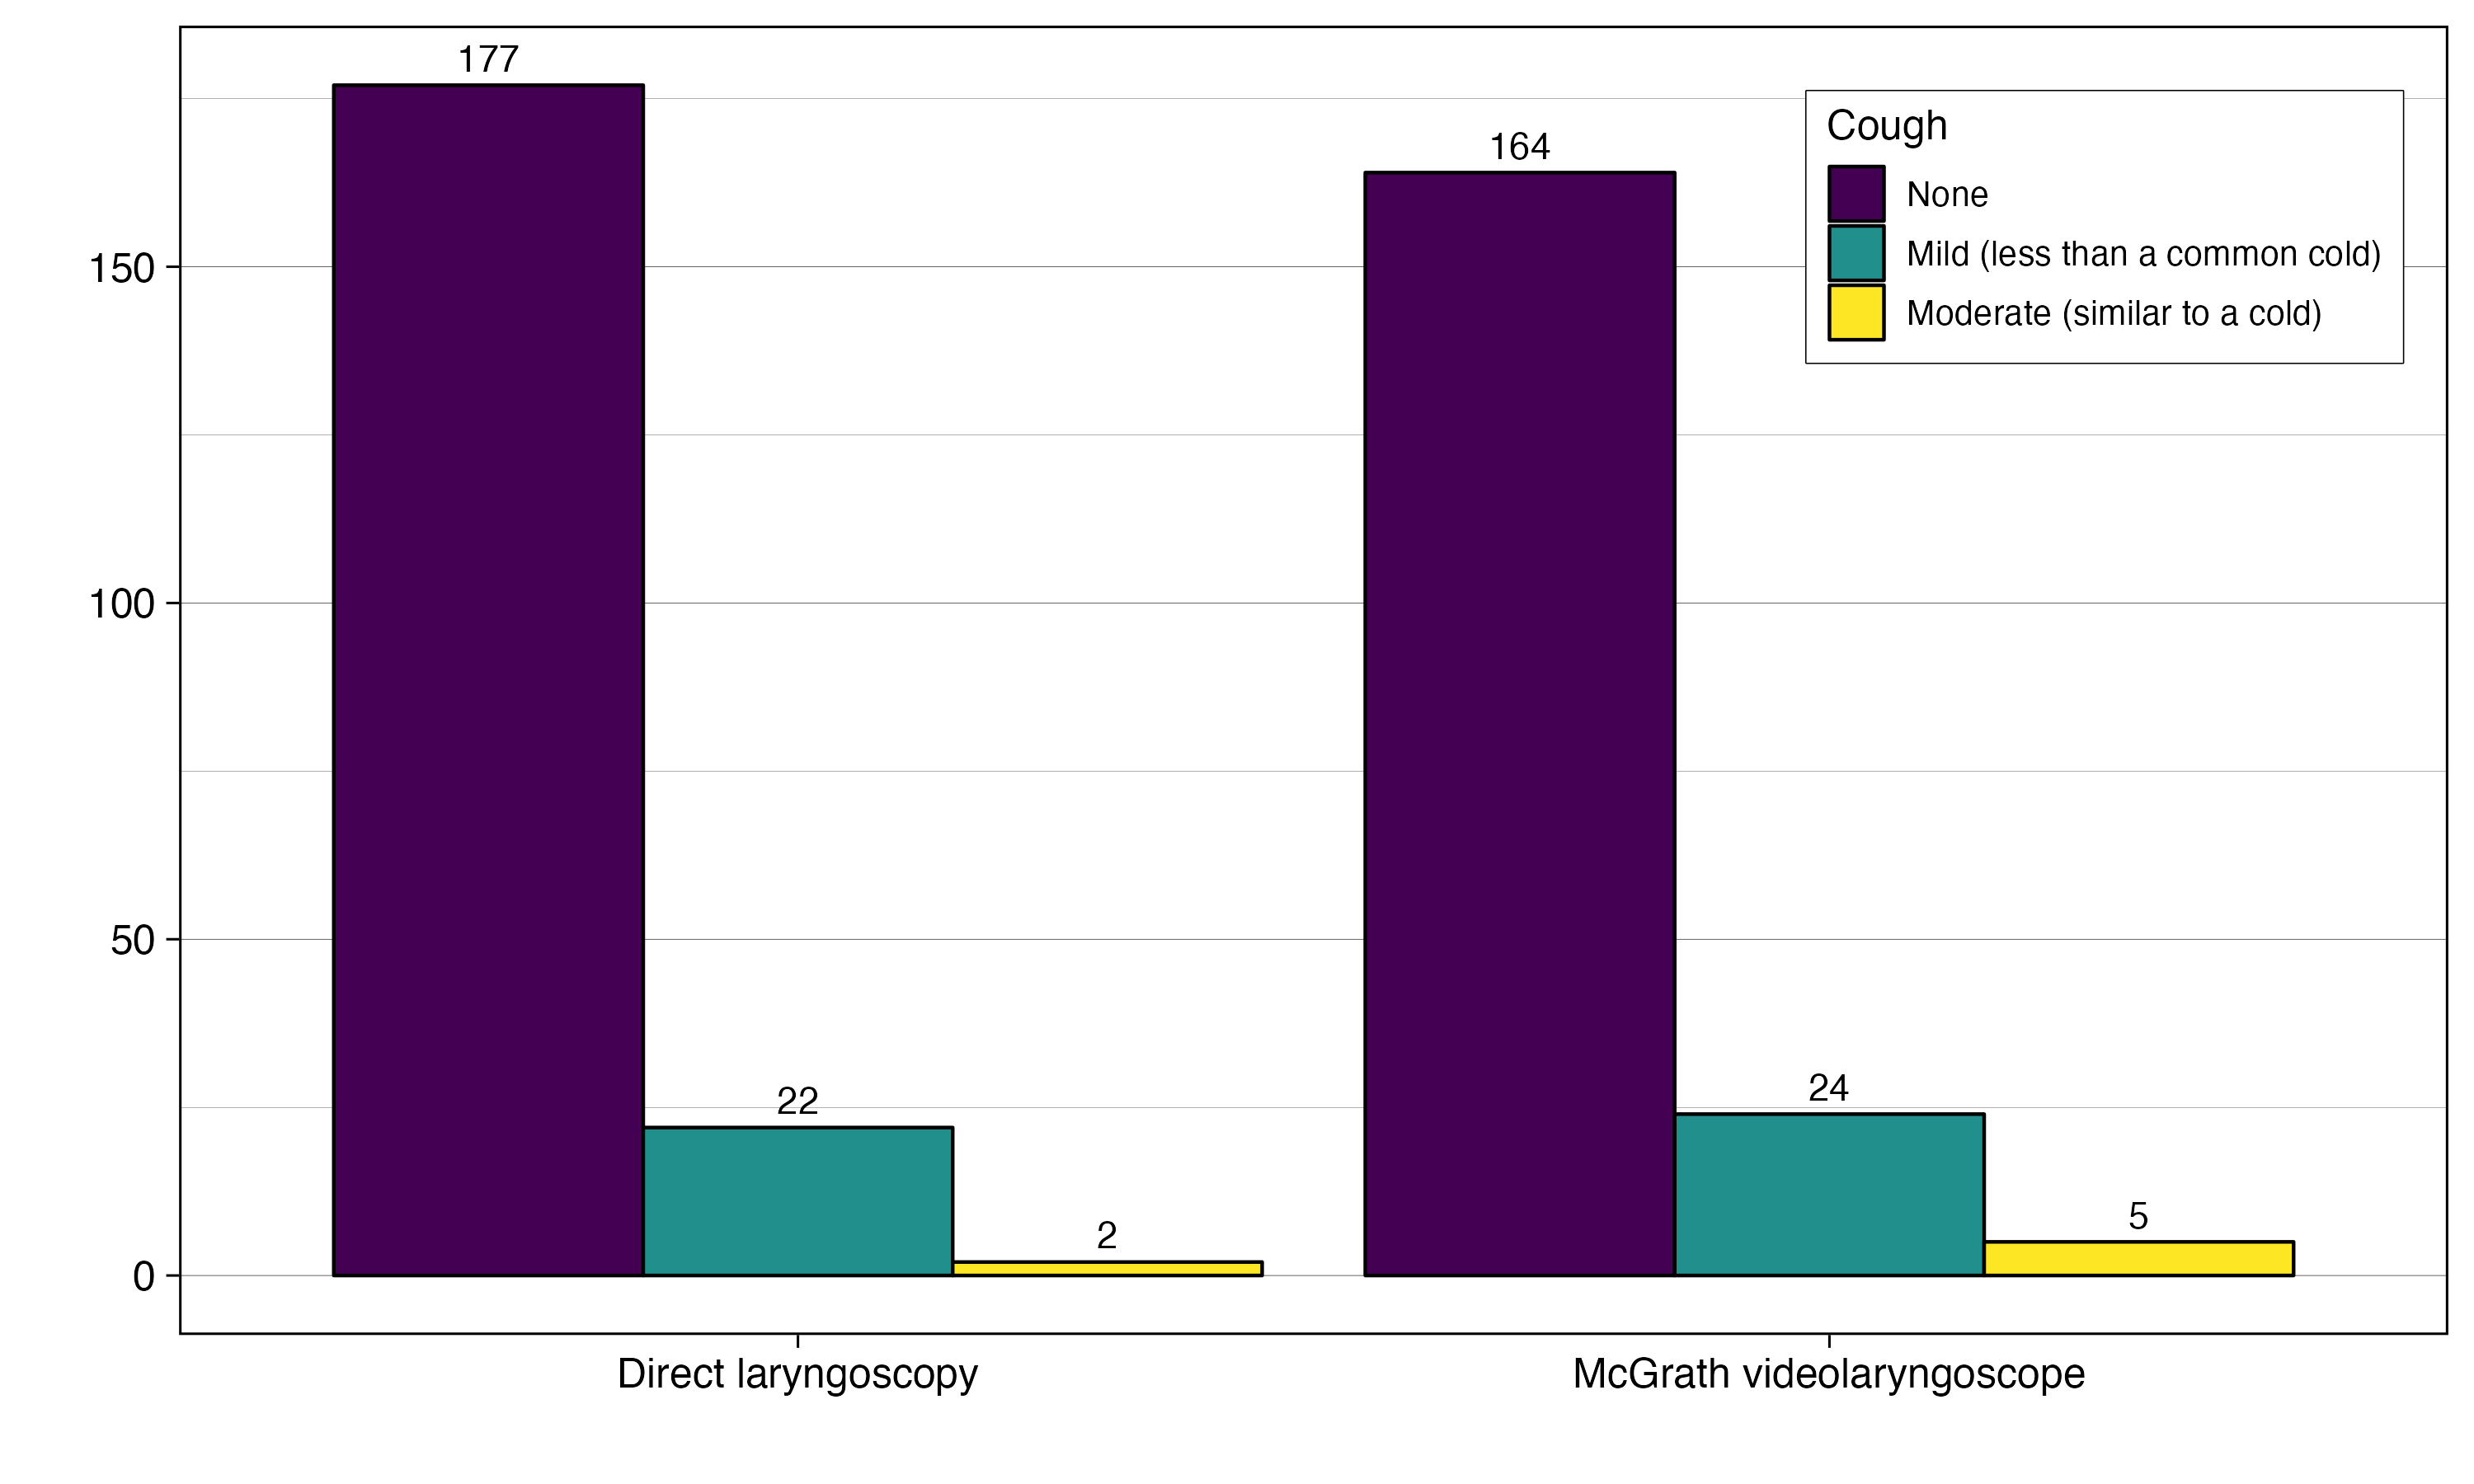 177
164
Cough
None
Mild (less than a common cold)
Moderate (similar to a cold)
150
100
50
22
24
2
5
0
Direct laryngoscopy
McGrath videolaryngoscope